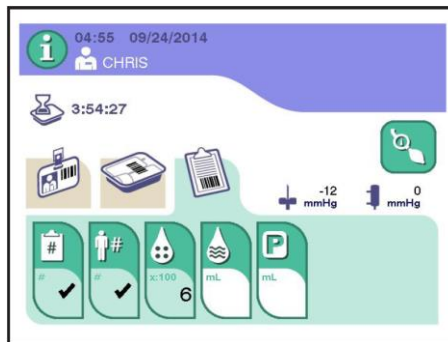 i
04:55 09/24/2014
CHRIS
3:54:27
-12
mmHg
0
mmHg
#
#
P
#
#
x:100
6
mL
mL